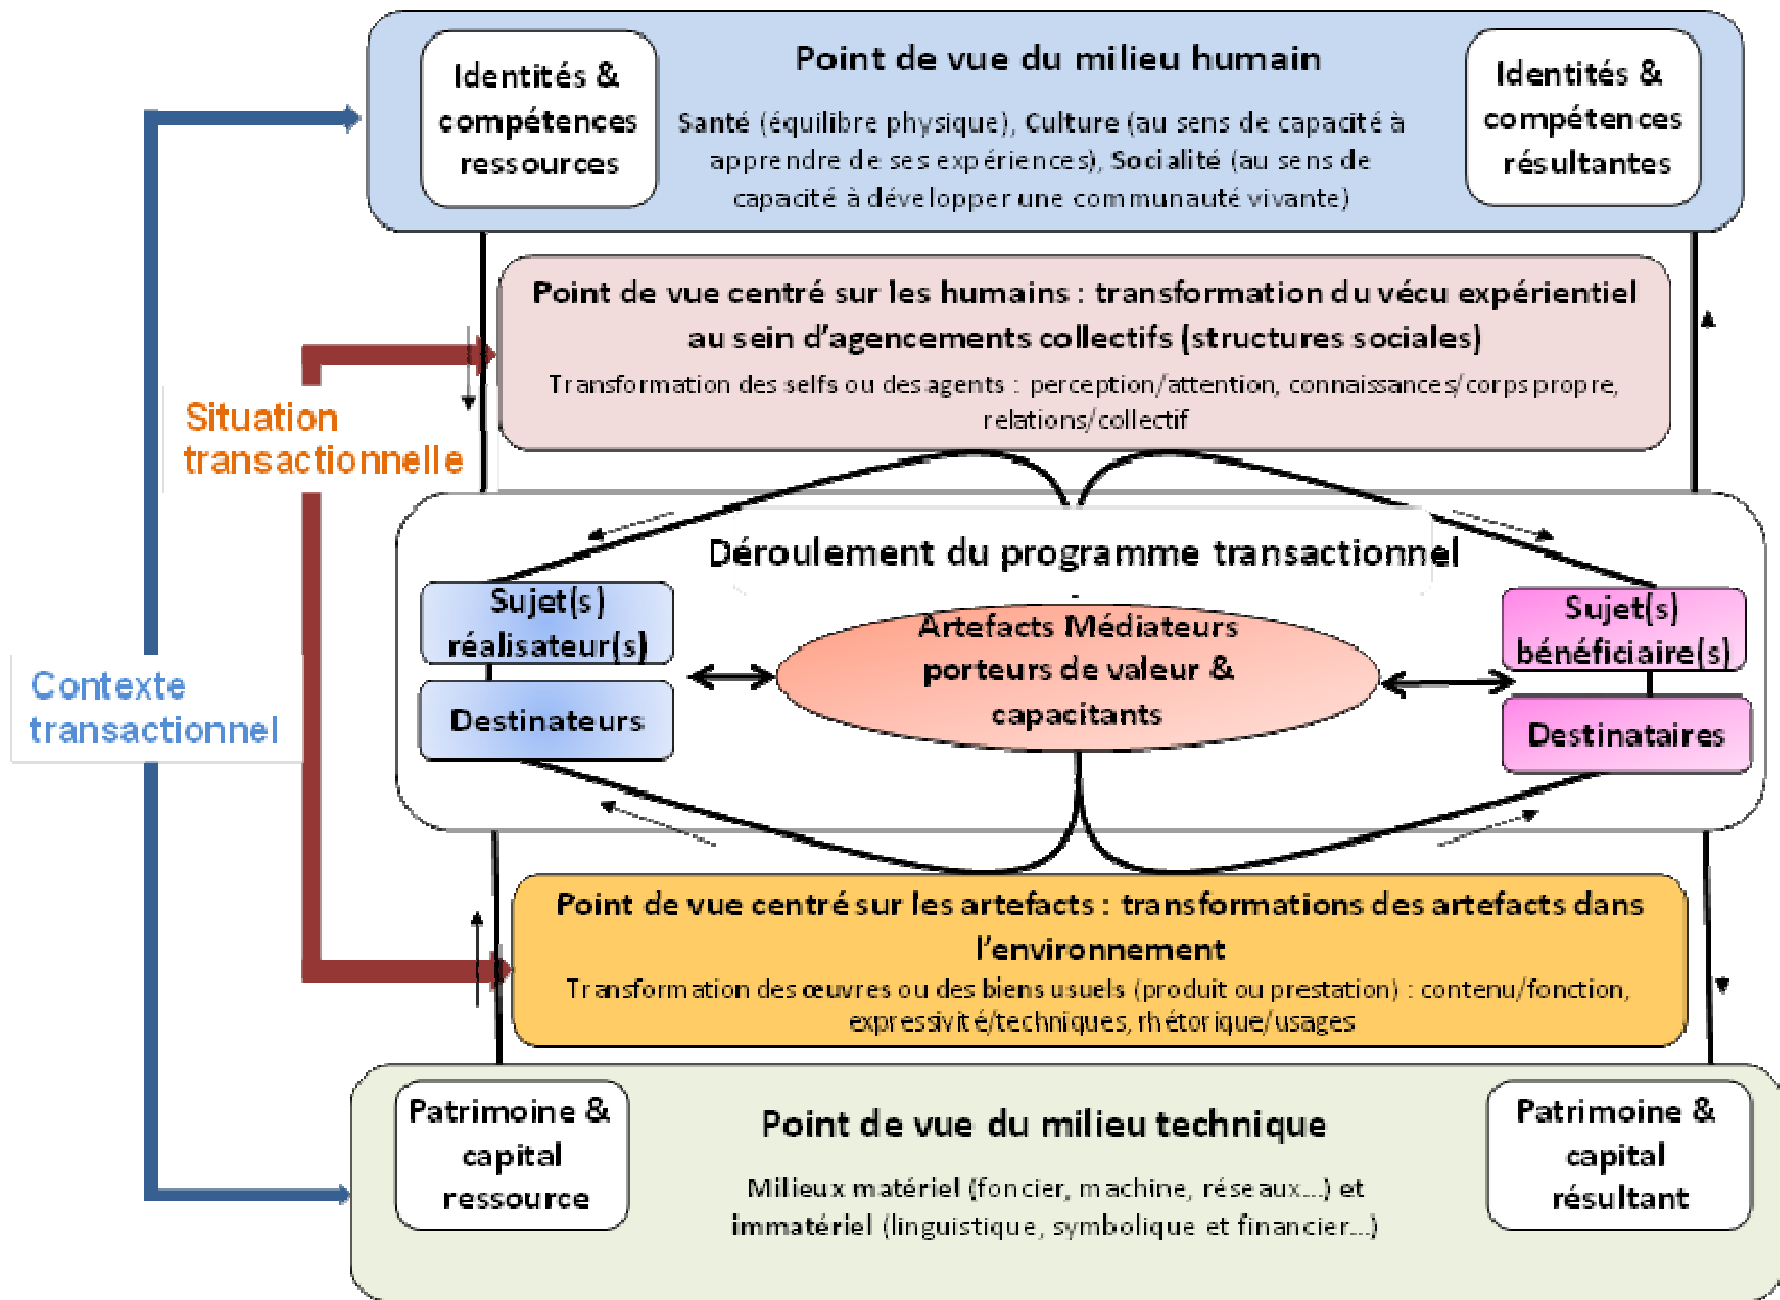 Point de vue du milieu humain
Identités &
compétences
ressources
Santé (équilibre physique), Culture (au sens de capacité à
apprendre de ses expériences), Socialité (au sens de
capacité à développer une communauté vivante)
Identités &
compétences
résultantes
Point de vue centré sur les humains : transformation du vécu expérientiel
au sein d'agencements collectifs (structures sociales)
Transformation des selfs ou des agents : perception/attention, connaissances/corps propre,
relations/collectif
Situation
transactionnelle
Contexte
transactionnel
Déroulement du programme transactionnel
Sujet(s)
réalisateur(s)
Destinateurs
Artefacts Médiateurs
porteurs de valeur &
capacitants
Sujet(s)
bénéficiaire(s)
Destinataires
Point de vue centré sur les artefacts : transformations des artefacts dans
l'environnement
Transformation des œuvres ou des biens usuels (produit ou prestation) : contenu/fonction,
expressivité/techniques, rhétorique/usages
Patrimoine &
capital
ressource
Point de vue du milieu technique
Milieux matériel (foncier, machine, réseaux...) et
immatériel (linguistique, symbolique et financier...)
Patrimoine &
capital
résultant